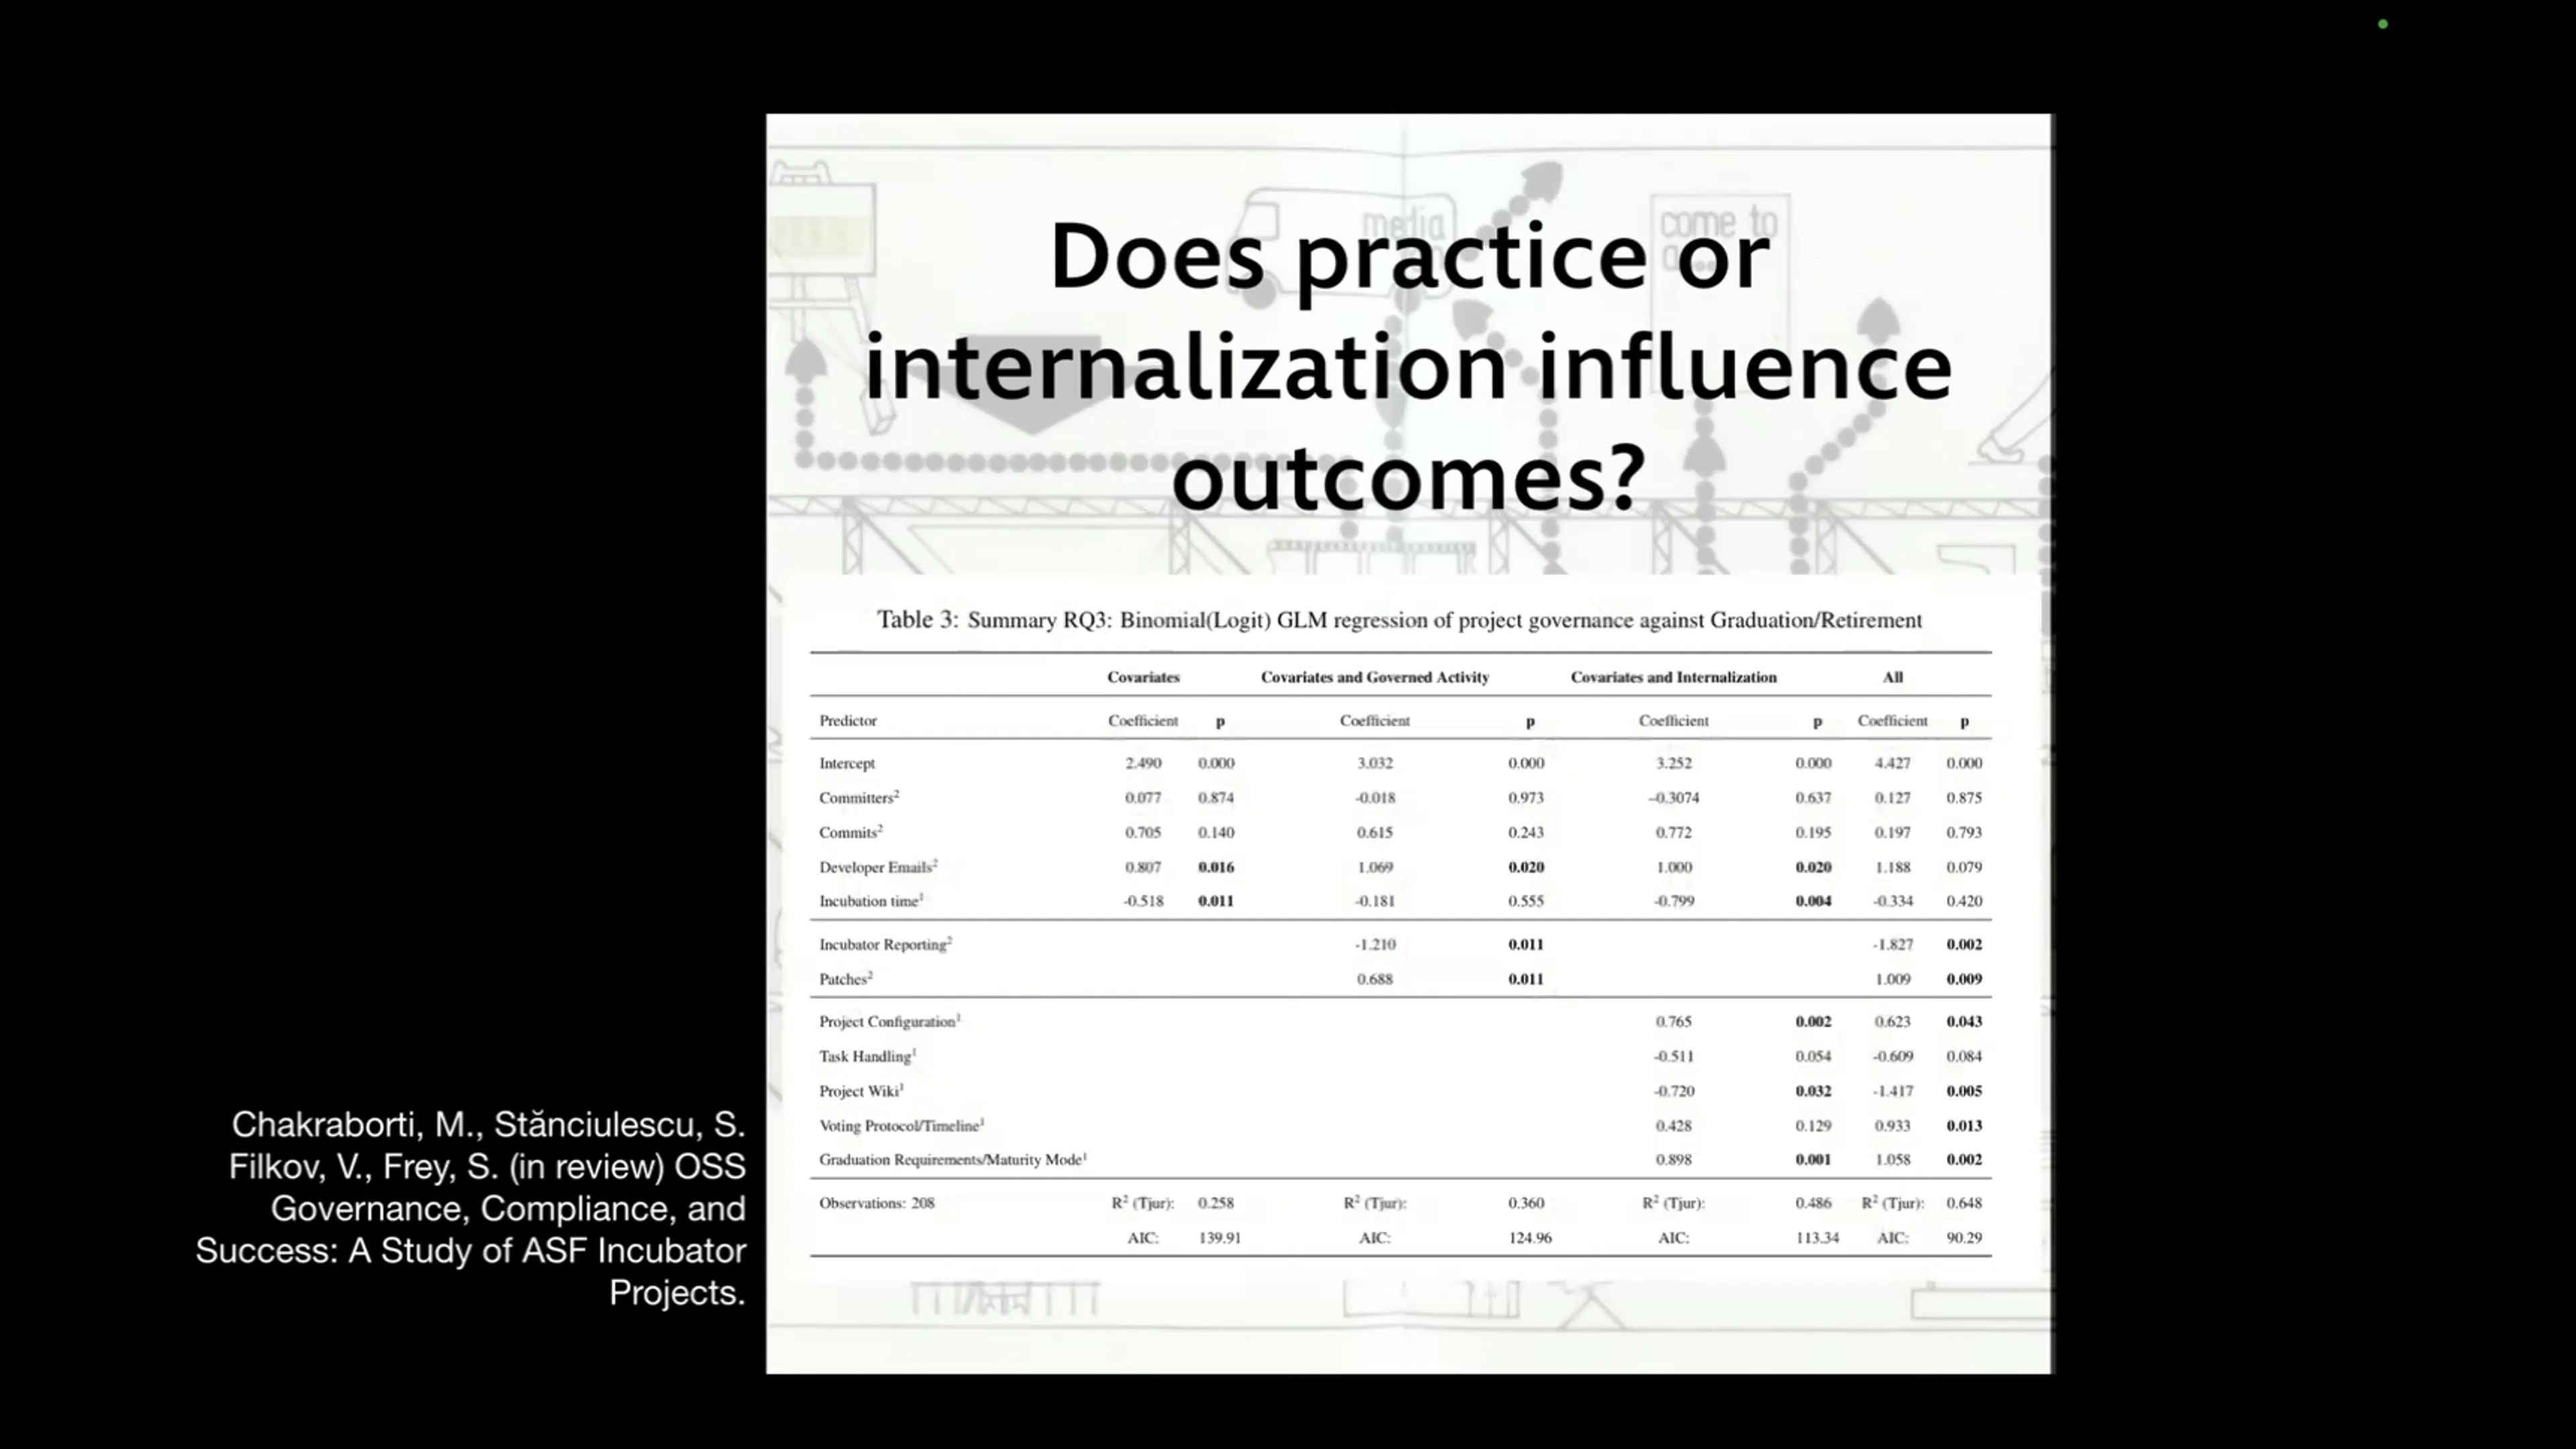 Does practice or
internalization influence
outcomes?
media
come to
Table 3: Summary RQ3: Binomial(Logit) GLM regression of project governance against Graduation/Retirement
Covariates Covariates and Governed Activity Covariates and Internalization All
Predictor Coefficient p Coefficient p Coefficient p Coefficient p
Intercept 2.490 0.000 3.032 0.000 3.252 0.000 4.427 0.000
Committers² 0.077 0.874 -0.018 0.973 –0.3074 0.637 0.127 0.875
Commits² 0.705 0.140 0.615 0.243 0.772 0.195 0.197 0.793
Developer Emails² 0.807 0.016 1.069 0.020 1.000 0.020 1.188 0.079
Incubation time¹ -0.518 0.011 -0.181 0.555 -0.799 0.004 -0.334 0.420
Incubator Reporting² -1.210 0.011 -1.827 0.002
Patches² 0.688 0.011 1.009 0.009
Project Configuration¹ 0.765 0.002 0.623 0.043
Task Handling¹ -0.511 0.054 -0.609 0.084
Project Wiki¹ -0.720 0.032 -1.417 0.005
Voting Protocol/Timeline¹ 0.428 0.129 0.933 0.013
Graduation Requirements/Maturity Mode¹ 0.898 0.001 1.058 0.002
Observations: 208 R² (Tjur): 0.258 R² (Tjur): 0.360 R² (Tjur): 0.486 R² (Tjur): 0.648
AIC: 139.91 AIC: 124.96 AIC: 113.34 AIC: 90.29
Chakraborti, M., Stănciulescu, S.
Filkov, V., Frey, S. (in review) OSS
Governance, Compliance, and
Success: A Study of ASF Incubator
Projects.